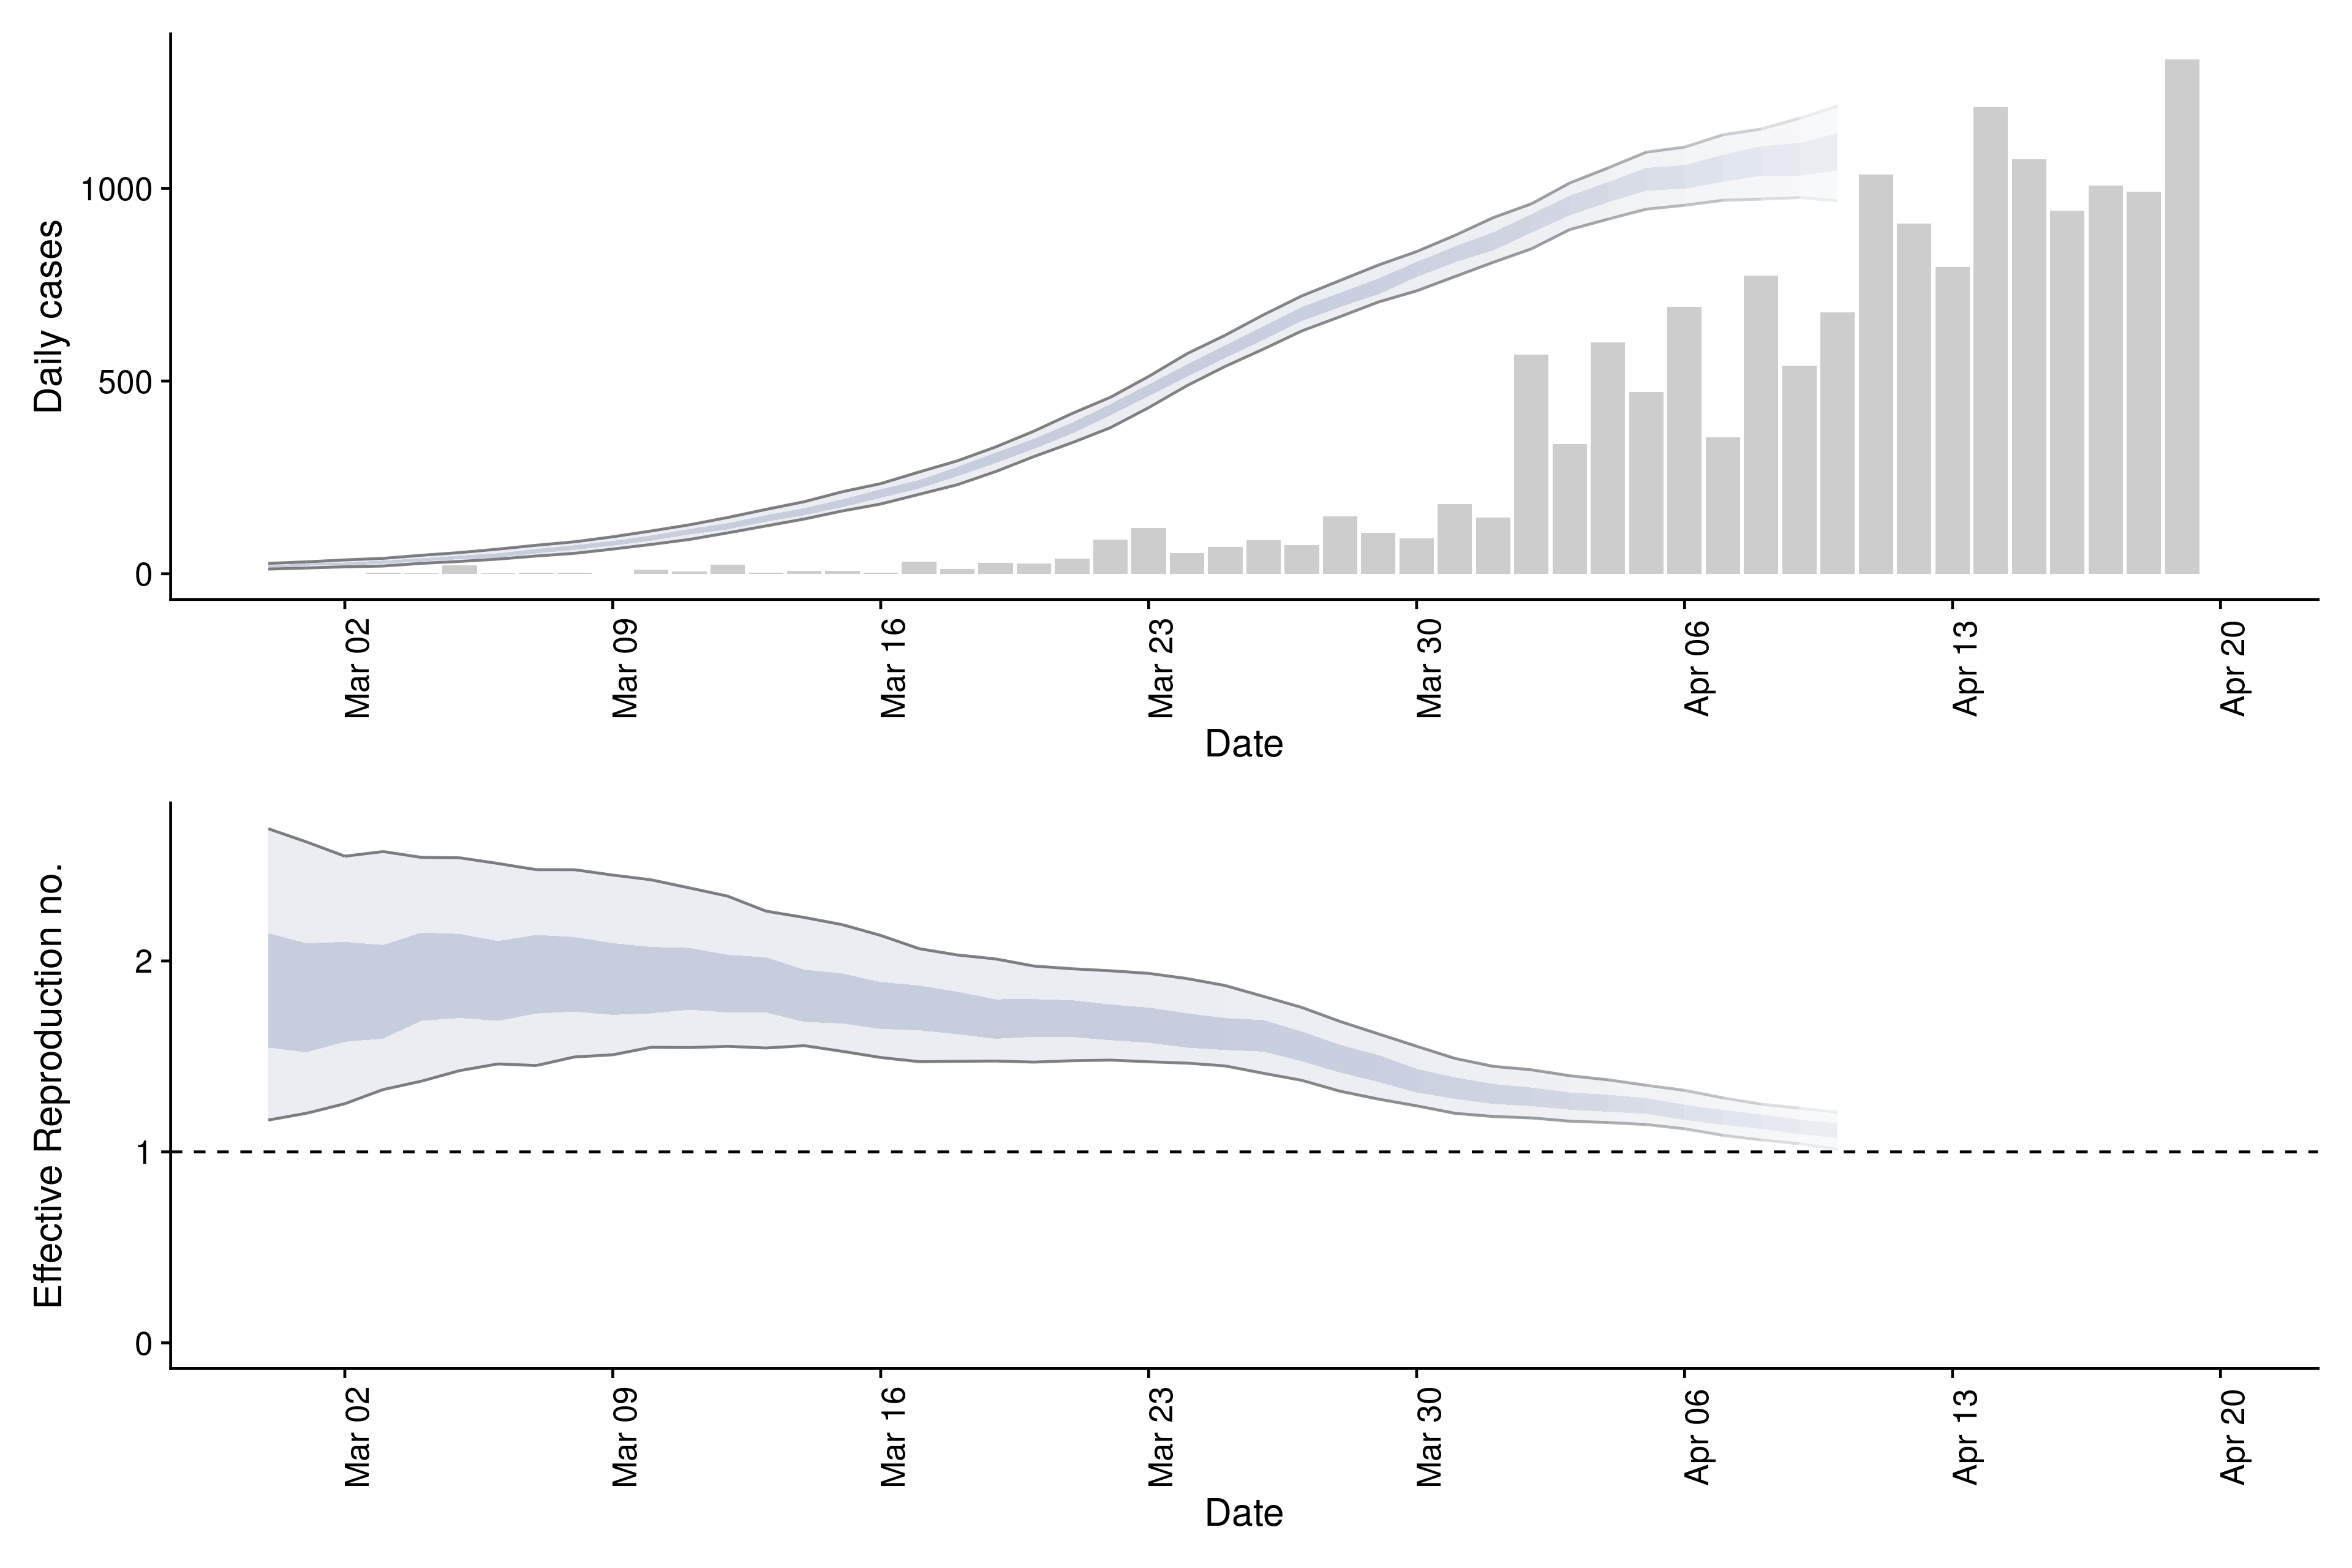 Daily cases
1000
500
0
Mar 02
Mar 09
Mar 16
Mar 23
Mar 30
Apr 06
Apr 13
Apr 20
Date
Effective Reproduction no.
2
1
0
Mar 02
Mar 09
Mar 16
Mar 23
Mar 30
Apr 06
Apr 13
Apr 20
Date